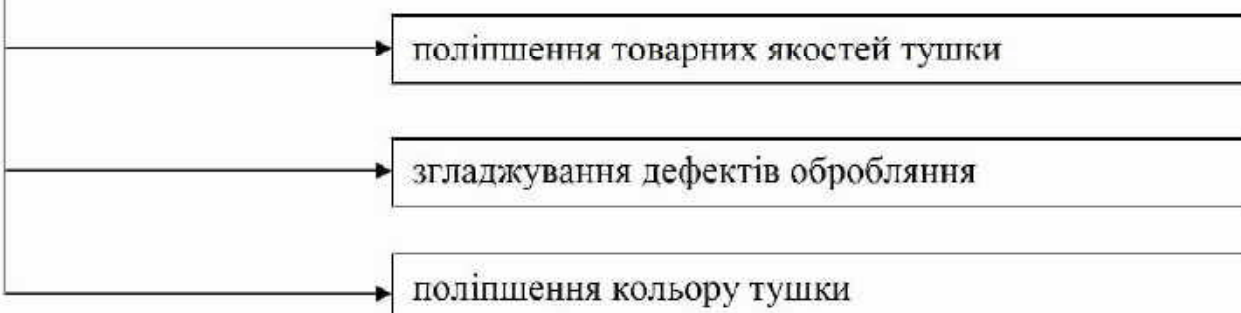 поліпшення товарних якостей тушки
згладжування дефектів обробляння
поліпшення кольору тушки